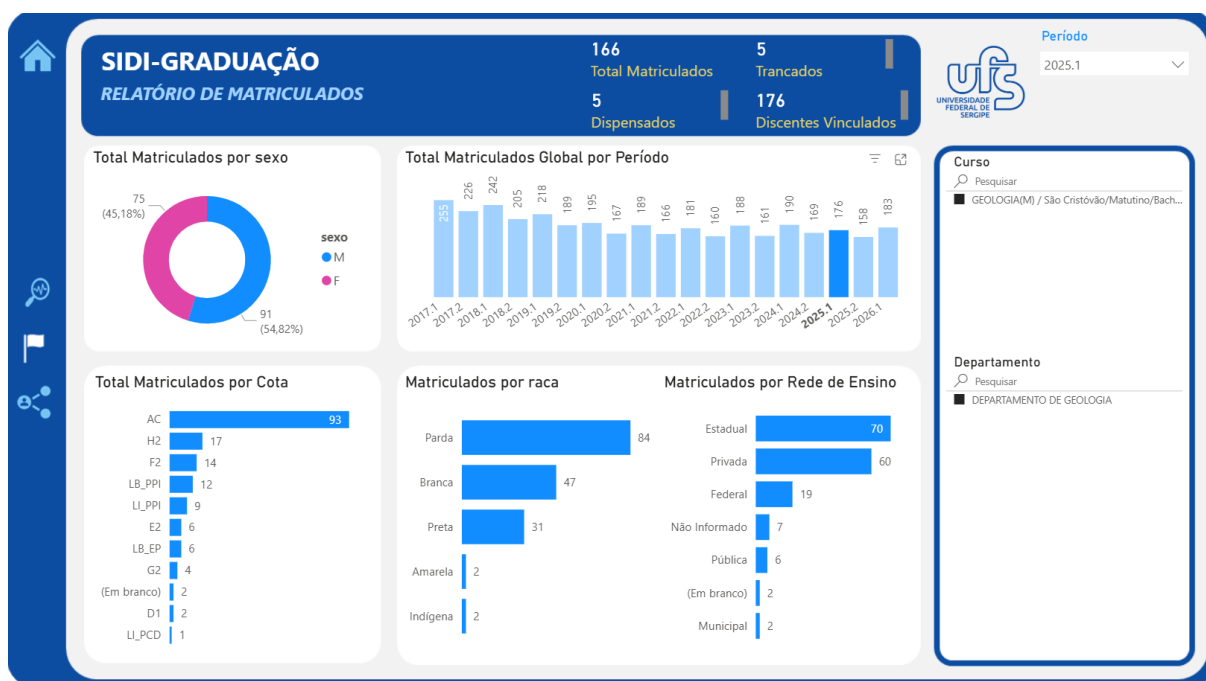 SIDI-GRADUAÇÃO
RELATÓRIO DE MATRICULADOS
166
Total Matriculados
5
Trancados
5
Dispensados
176
Discentes Vinculados
ufs
UNIVERSIDADE
FEDERAL DE
SERGIPE
Período
2025.1
Total Matriculados por sexo
75
(45,18%)
sexo
M
F
91
(54,82%)
Total Matriculados Global por Período
255 226 242 205 218 189 195 167 189 166 181 160 188 161 190 169 176 158 183
2017.1 2017.2 2018.1 2018.2 2019.1 2019.2 2020.1 2020.2 2021.1 2021.2 2022.1 2022.2 2023.1 2023.2 2024.1 2024.2 2025.1 2025.2 2026.1
Curso
Pesquisar
GEOLOGIA(M) / São Cristóvão/Matutino/Bach...
Departamento
Pesquisar
DEPARTAMENTO DE GEOLOGIA
Total Matriculados por Cota
AC 93
H2 17
F2 14
LB_PPI 12
LI_PPI 9
E2 6
LB_EP 6
G2 4
(Em branco) 2
D1 2
LI_PCD 1
Matriculados por raca
Parda 84
Branca 47
Preta 31
Amarela 2
Indígena 2
Matriculados por Rede de Ensino
Estadual 70
Privada 60
Federal 19
Não Informado 7
Pública 6
(Em branco) 2
Municipal 2